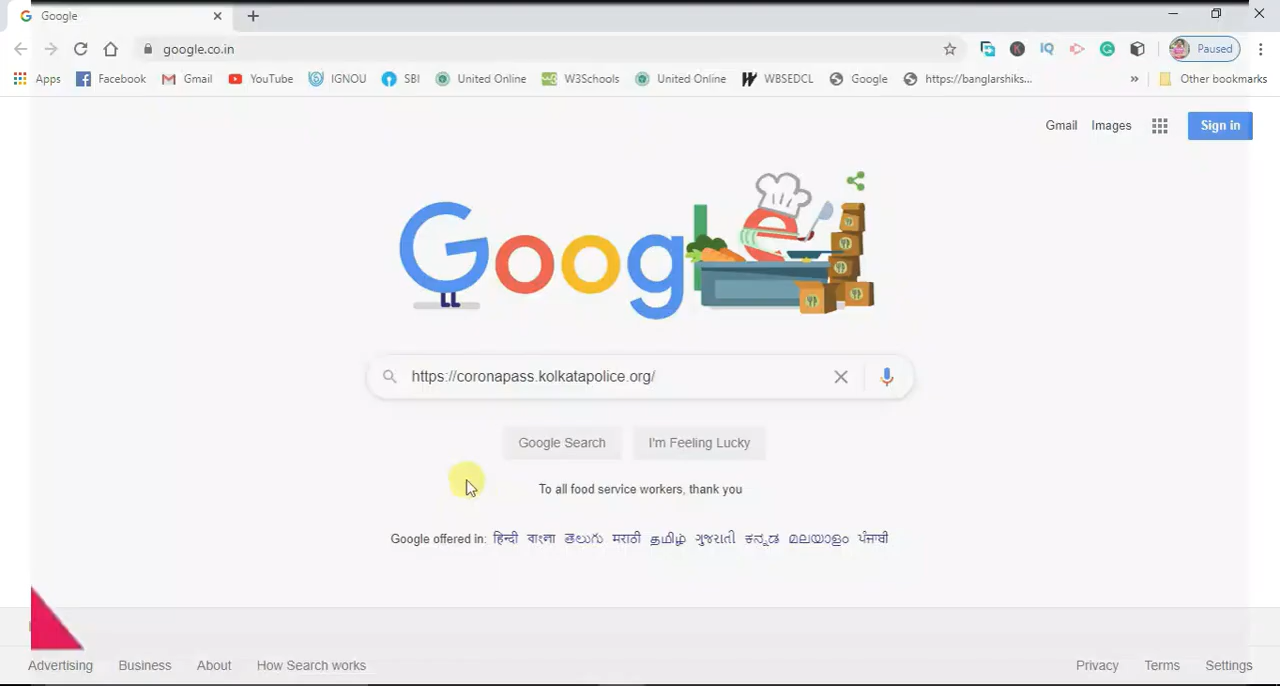 Google
google.co.in
Paused
Apps Facebook Gmail YouTube IGNOU SBI United Online W3Schools United Online WBSEDCL Google https://banglarshiks... » Other bookmarks
Gmail Images Sign in
Google
https://coronapass.kolkatapolice.org/
Google Search I'm Feeling Lucky
To all food service workers, thank you
Google offered in: हिन्दी বাংলা తెలుగు मराठी தமிழ் ગુજરાતી ಕನ್ನಡ മലയാളം ਪੰਜਾਬੀ
Advertising Business About How Search works Privacy Terms Settings